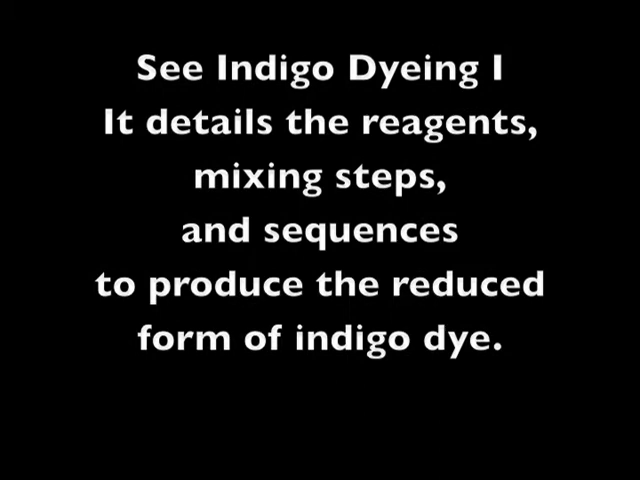 See Indigo Dyeing I
It details the reagents,
mixing steps,
and sequences
to produce the reduced
form of indigo dye.